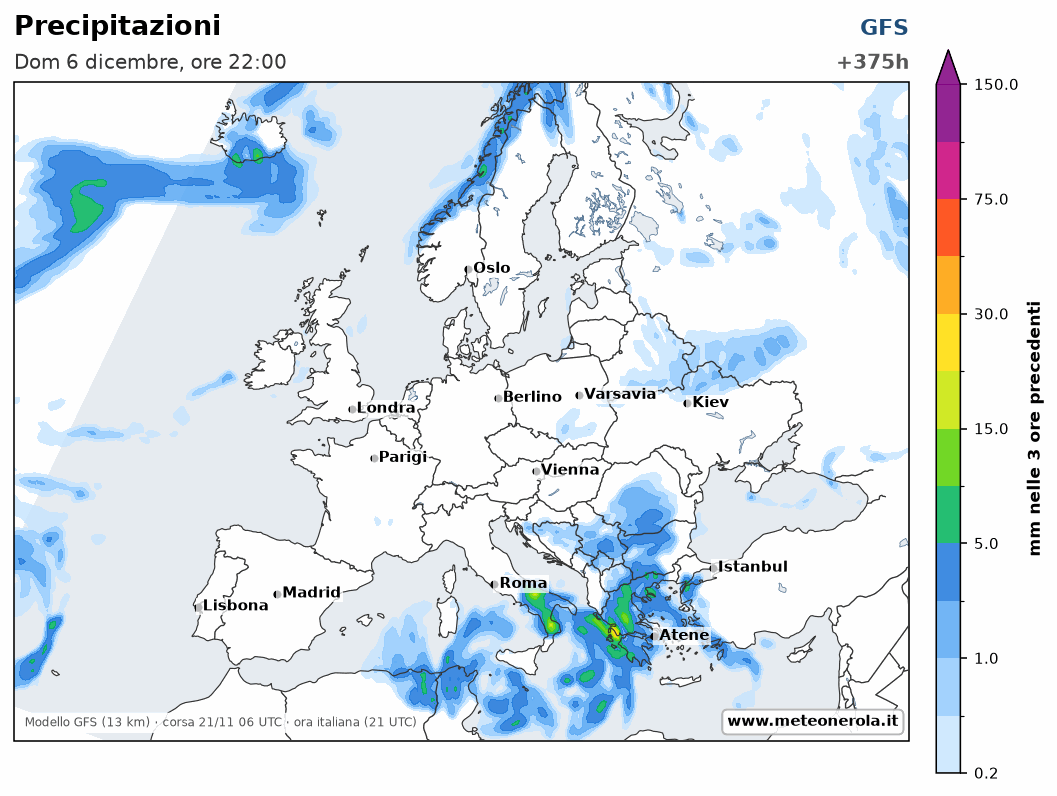 Precipitazioni
GFS
Dom 6 dicembre, ore 22:00
+375h
150.0
75.0
30.0
15.0
5.0
1.0
0.2
mm nelle 3 ore precedenti
Oslo
Berlino
Varsavia
Kiev
Londra
Parigi
Vienna
Istanbul
Roma
Madrid
Lisbona
Atene
Modello GFS (13 km) · corsa 21/11 06 UTC · ora italiana (21 UTC)
www.meteonerola.it